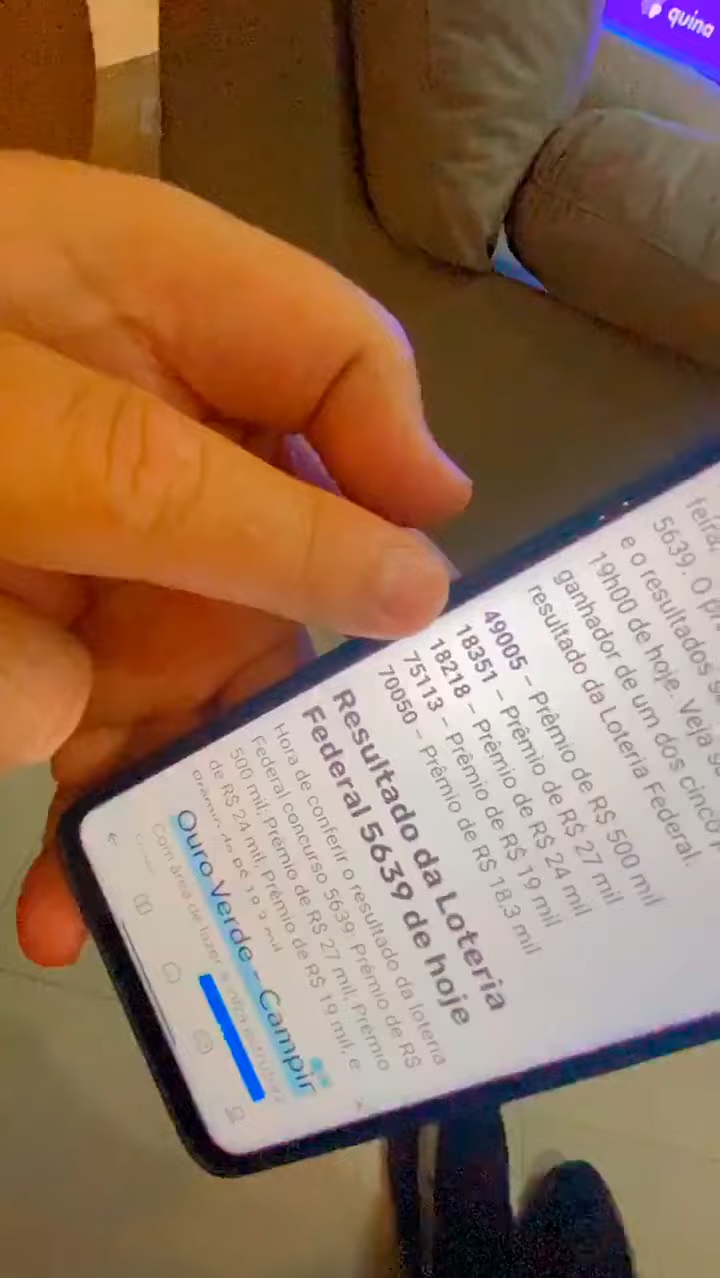 quina
feira,
5639. O
e o resultados
19h00 de hoje. Veja
ganhador de um dos cinco
resultado da Loteria Federal.
49005 – Prêmio de R$ 500 mil
18351 – Prêmio de R$ 27 mil
18218 – Prêmio de R$ 24 mil
75113 – Prêmio de R$ 19 mil
70050 – Prêmio de R$ 18,3 mil
Resultado da Loteria
Federal 5639 de hoje
Hora de conferir o resultado da loteria
Federal concurso 5639: Prêmio de R$
500 mil; Prêmio de R$ 27 mil; Prêmio
de R$ 24 mil; Prêmio de R$ 19 mil; e
Ouro Verde - Campin
Com área de lazer